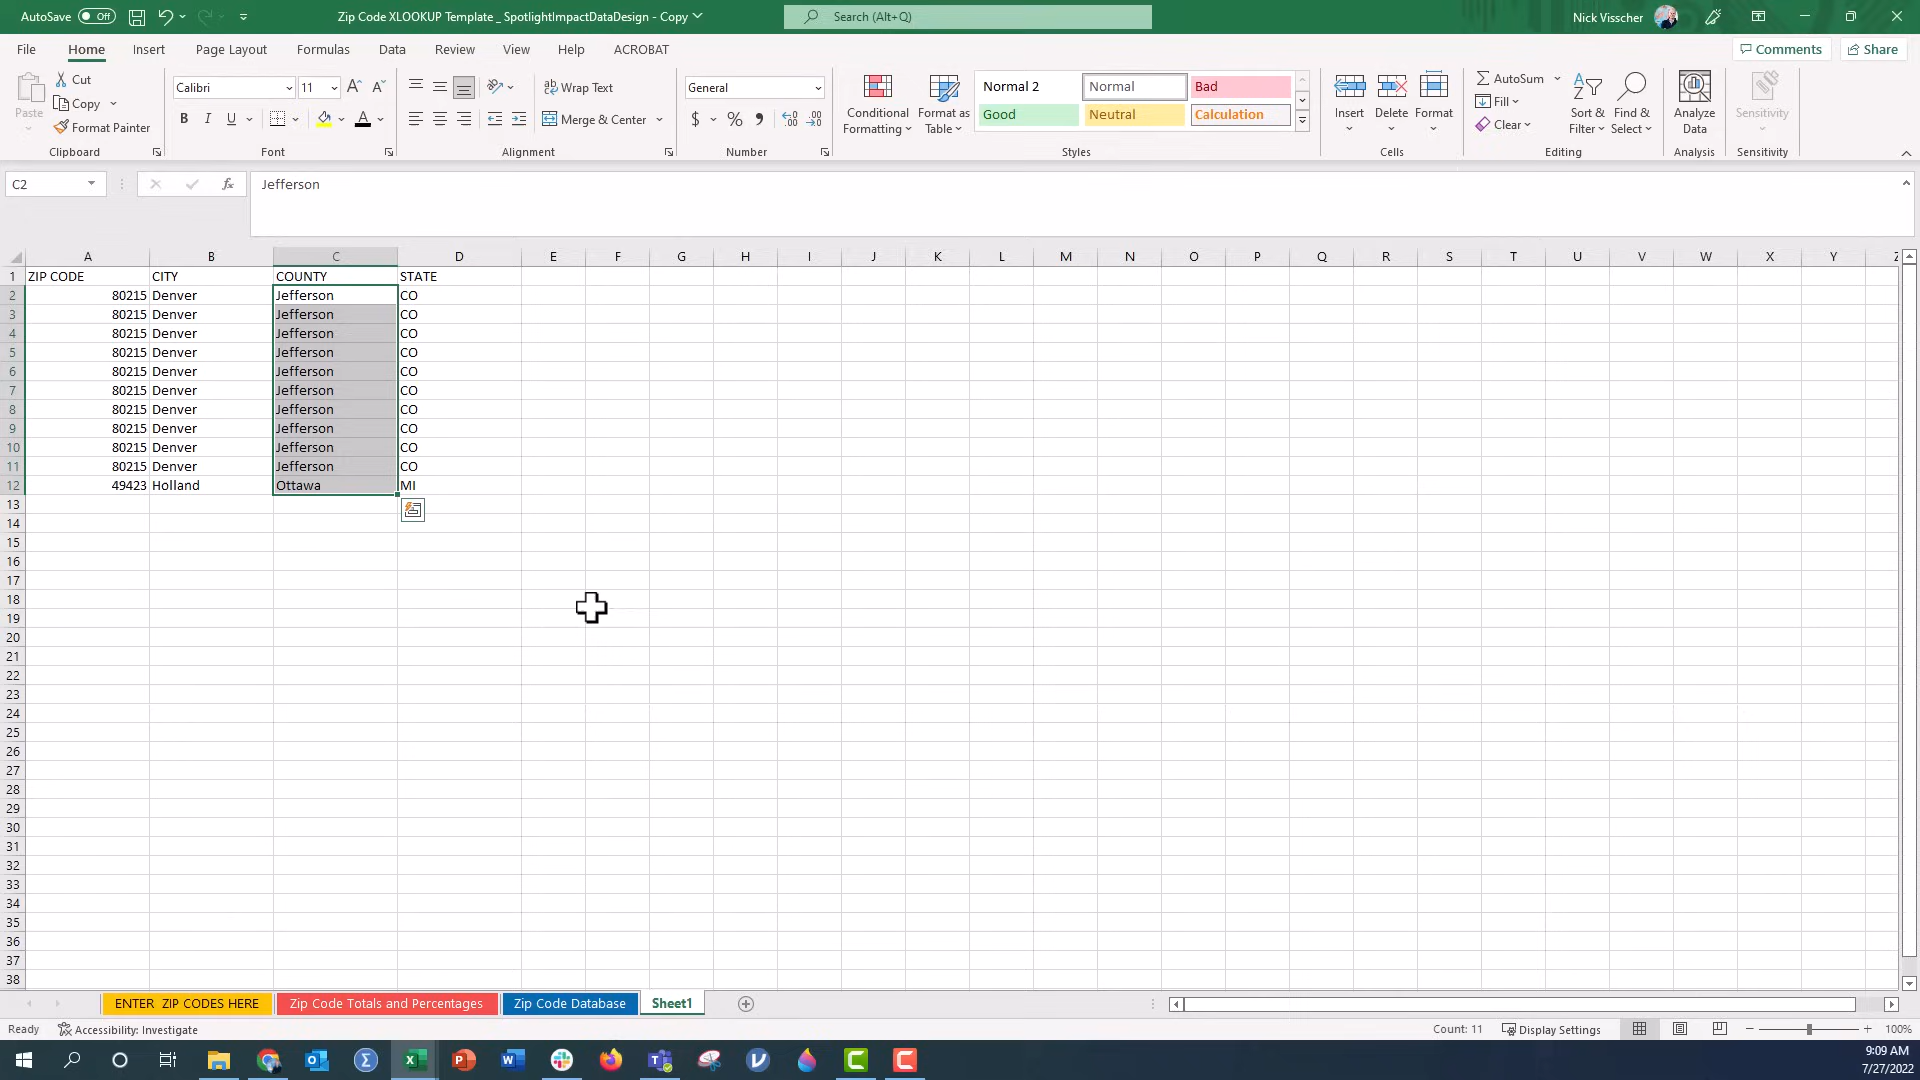 AutoSave Off Zip Code XLOOKUP Template _ SpotlightImpactDataDesign - Copy Search (Alt+Q) Nick Visscher
File Home Insert Page Layout Formulas Data Review View Help ACROBAT Comments Share
Paste Cut Copy Format Painter Clipboard
Calibri 11 B I U A Font
Wrap Text Merge & Center Alignment
General $ % Number
Conditional Formatting Format as Table
Normal 2 Normal Bad
Good Neutral Calculation
Styles
Insert Delete Format Cells
AutoSum Fill Clear Sort & Filter Find & Select Editing
Analyze Data Analysis
Sensitivity Sensitivity
C2 fx Jefferson
A B C D E F G H I J K L M N O P Q R S T U V W X Y Z
1 ZIP CODE CITY COUNTY STATE
2 80215 Denver Jefferson CO
3 80215 Denver Jefferson CO
4 80215 Denver Jefferson CO
5 80215 Denver Jefferson CO
6 80215 Denver Jefferson CO
7 80215 Denver Jefferson CO
8 80215 Denver Jefferson CO
9 80215 Denver Jefferson CO
10 80215 Denver Jefferson CO
11 80215 Denver Jefferson CO
12 49423 Holland Ottawa MI
13
14
15
16
17
18
19
20
21
22
23
24
25
26
27
28
29
30
31
32
33
34
35
36
37
38
ENTER ZIP CODES HERE Zip Code Totals and Percentages Zip Code Database Sheet1
Ready Accessibility: Investigate Count: 11 Display Settings 100%
9:09 AM
7/27/2022